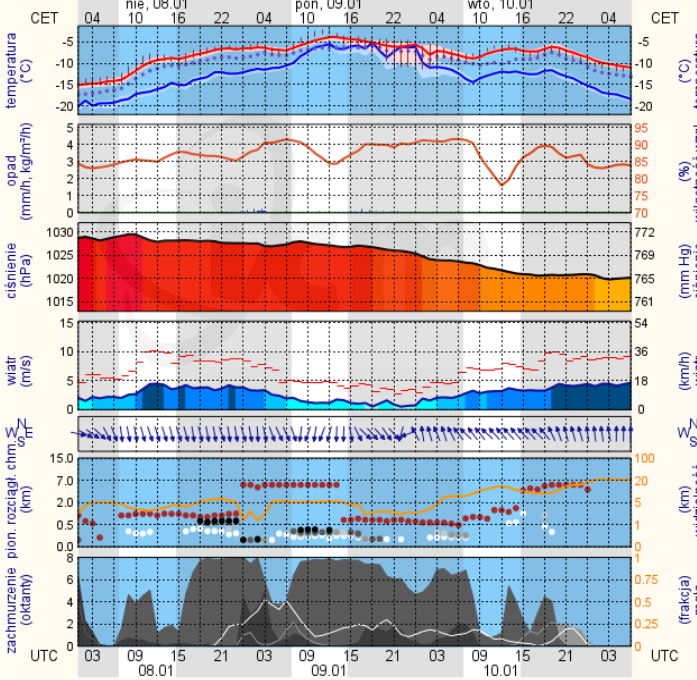 nie, 08.01 pon, 09.01 wto, 10.01
CET 04 10 16 22 04 10 16 22 04 10 16 22 04 CET
temperatura
(°C)
-5 -5
-10 -10
-15 -15
-20 -20
(°C)
opad
(mm/h, kg/m²/h)
5 95
4 90
3 85
2 80
1 75
0 70
(%)
ciśnienie
(hPa)
1030 772
1025 769
1020 765
1015 761
(mm Hg)
wiatr
(m/s)
15 54
10 36
5 18
0 0
(km/h)
N
W E
S
N
W E
S
pion. rozciągł. chm.
(km)
15.0 100
7.0 20
2.0 5
0.5 1
0.0 0
(km)
zachmurzenie
(oktanty)
8 1
6 0.75
4 0.5
2 0.25
0 0
(frakcja)
UTC 03 09 15 21 03 09 15 21 03 09 15 21 03 UTC
08.01 09.01 10.01